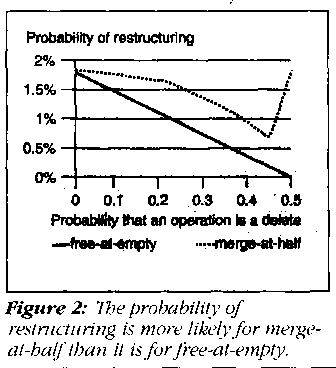 Probability of restructuring
2%
1.5%
1%
0.5%
0%
0 0.1 0.2 0.3 0.4 0.5
Probability that an operation is a delete
free-at-empty merge-at-half
Figure 2: The probability of
restructuring is more likely for merge-
at-half than it is for free-at-empty.